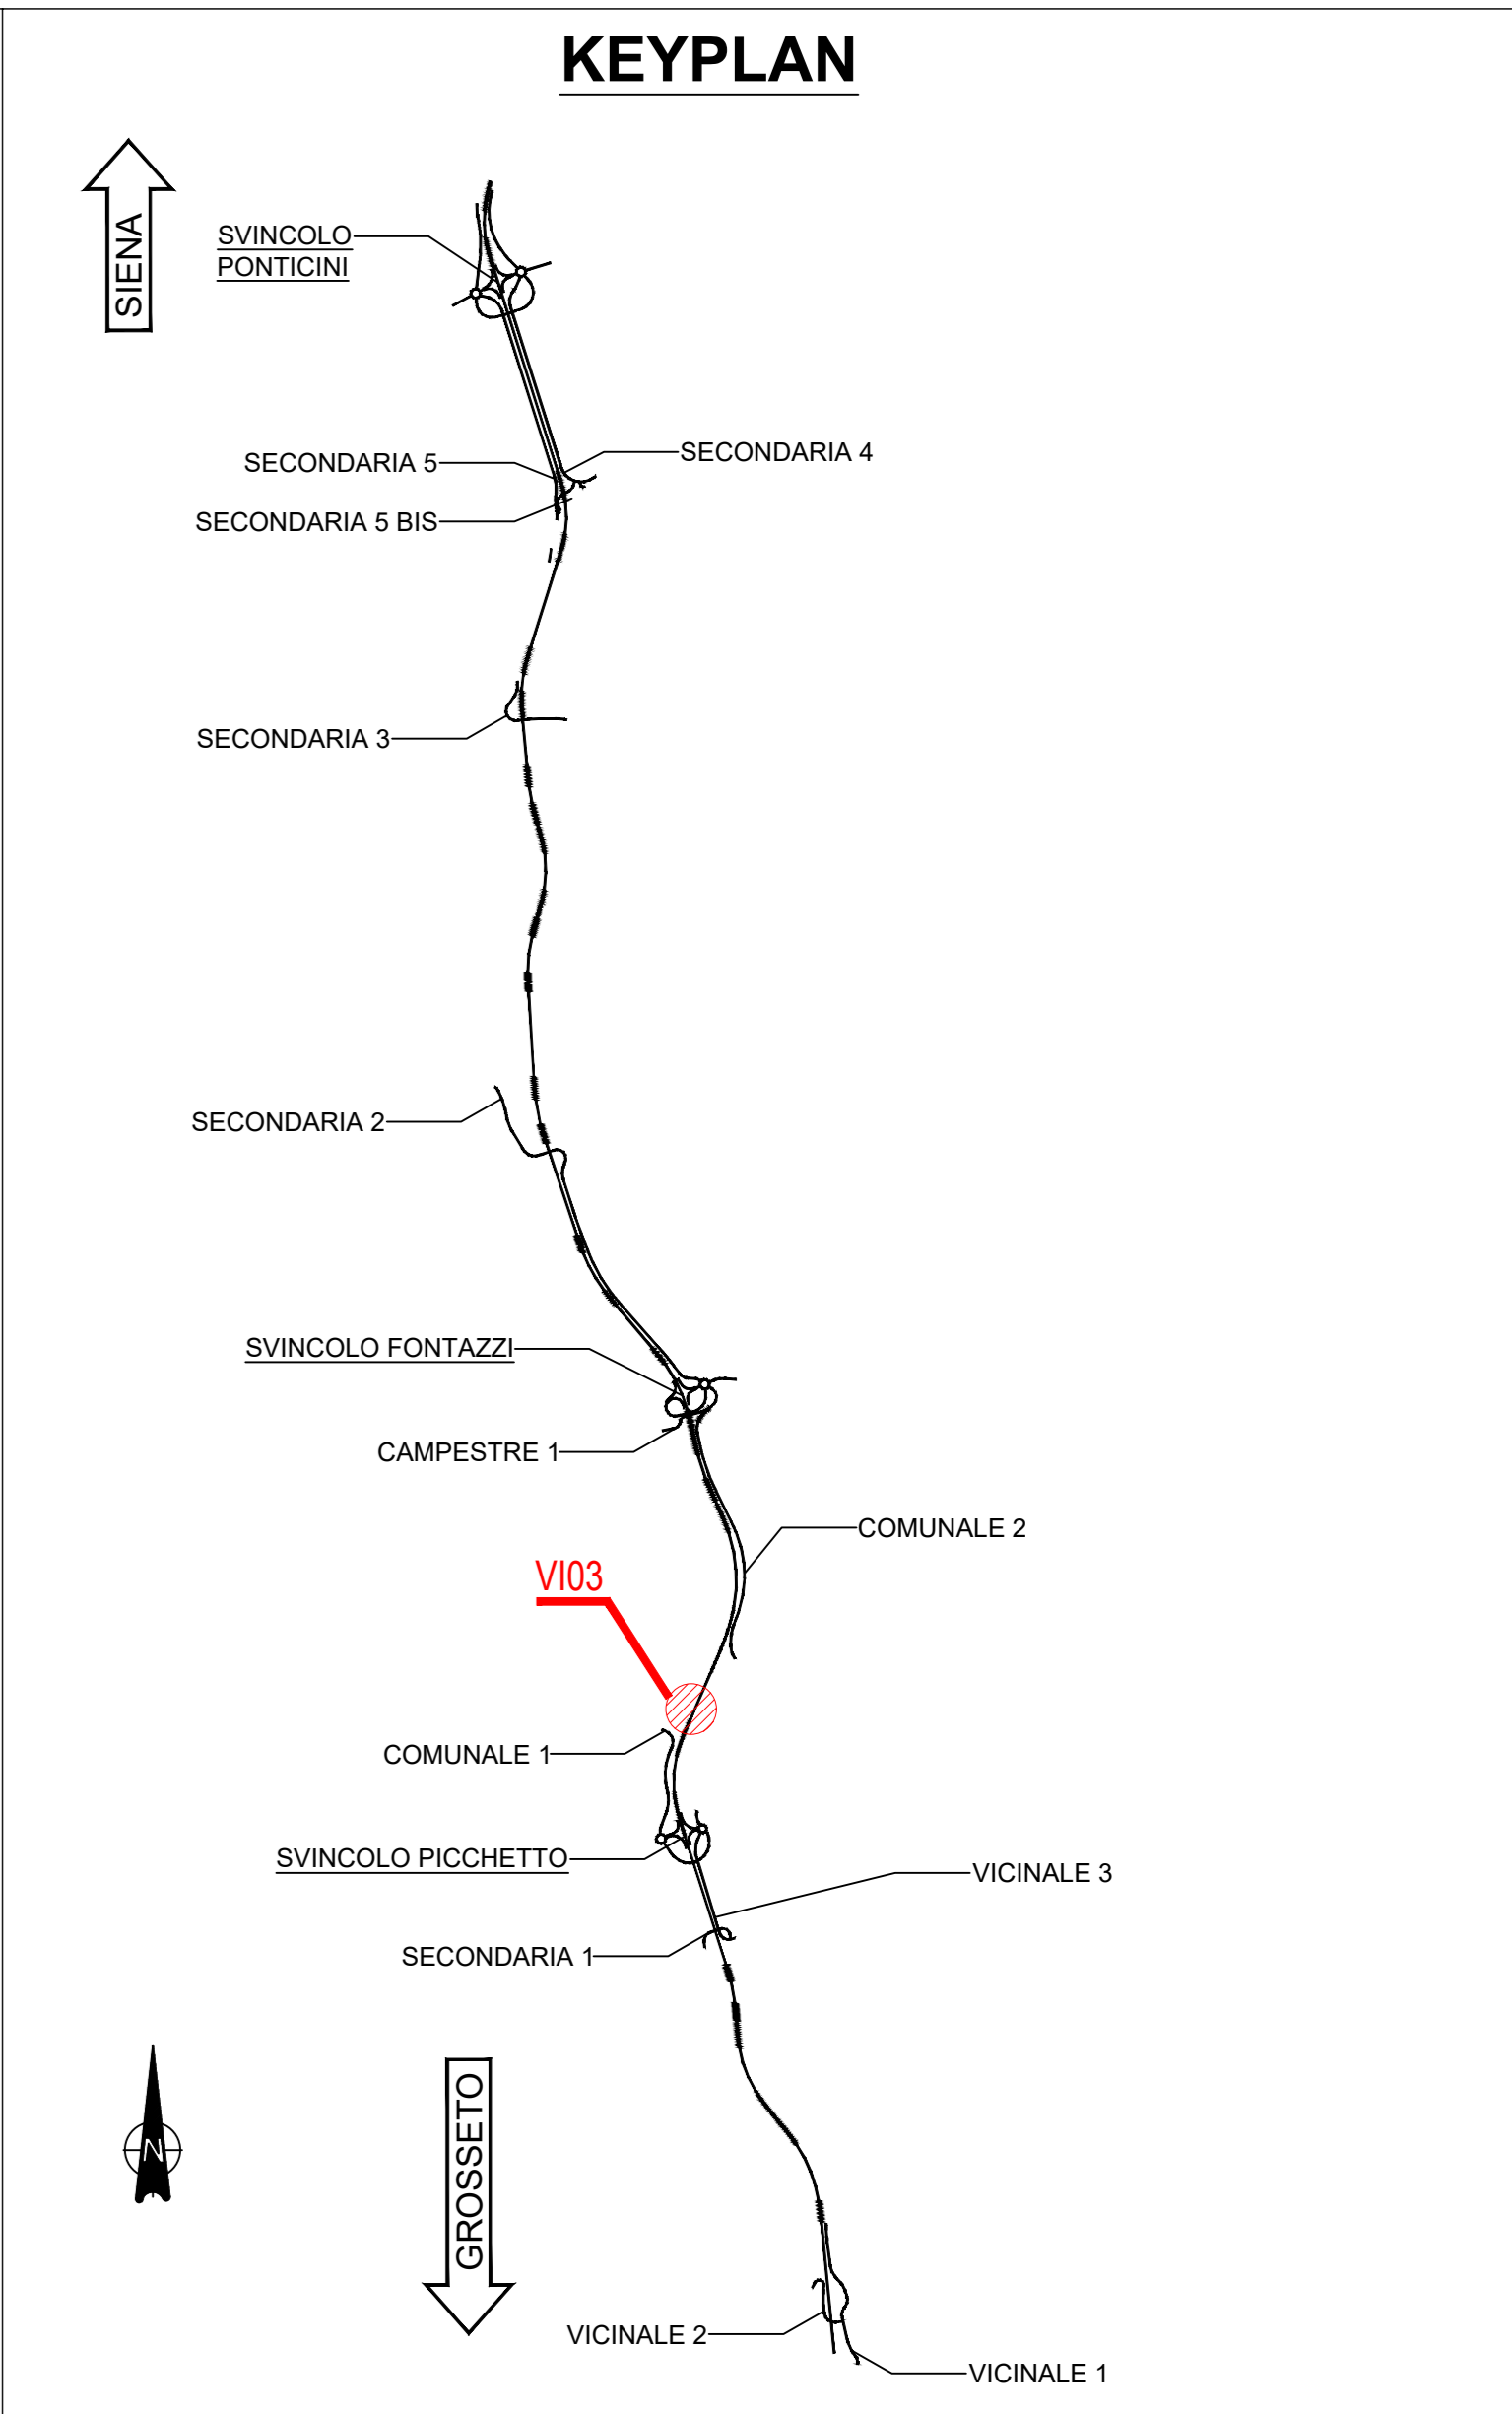 KEYPLAN
SIENA
SVINCOLO
PONTICINI
SECONDARIA 4
SECONDARIA 5
SECONDARIA 5 BIS
SECONDARIA 3
SECONDARIA 2
SVINCOLO FONTAZZI
CAMPESTRE 1
COMUNALE 2
VI03
COMUNALE 1
SVINCOLO PICCHETTO
VICINALE 3
SECONDARIA 1
N
GROSSETO
VICINALE 2
VICINALE 1